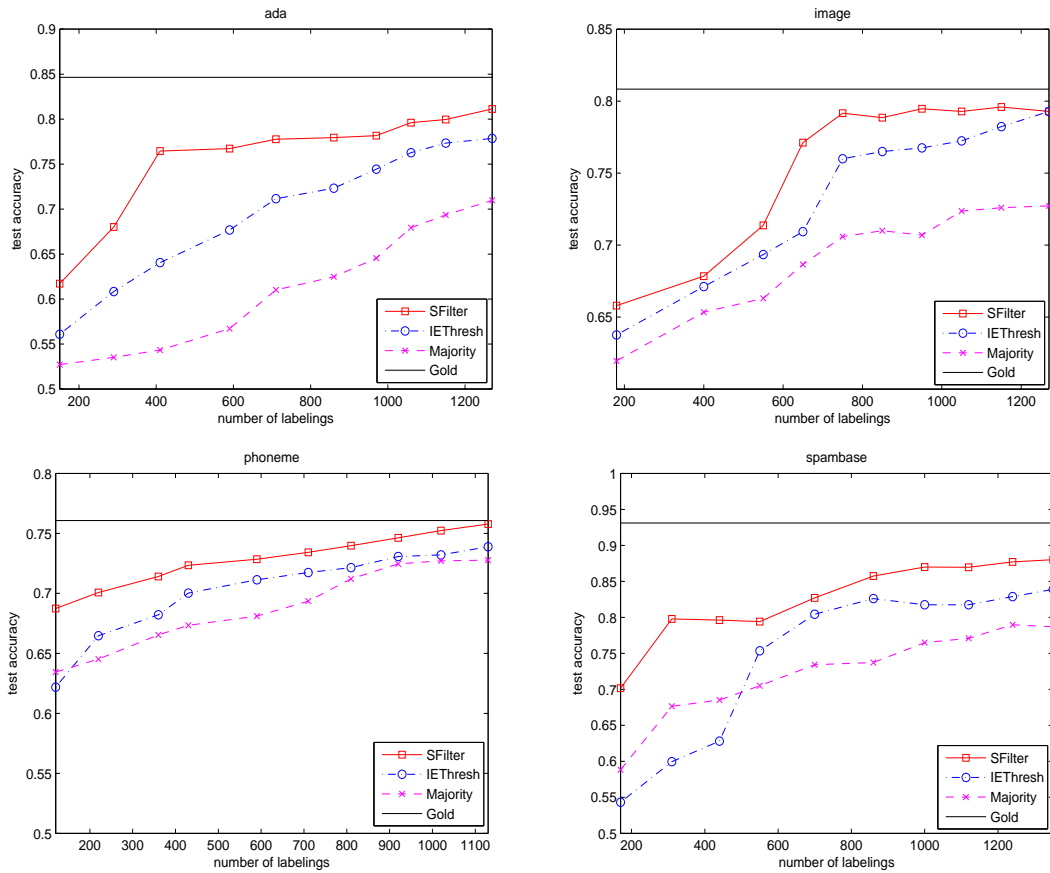 ada
0.9
0.85
0.8
0.75
0.7
0.65
0.6
0.55
0.5
test accuracy
200 400 600 800 1000 1200
number of labelings
SFilter
IEThresh
Majority
Gold
image
0.85
0.8
0.75
0.7
0.65
test accuracy
200 400 600 800 1000 1200
number of labelings
SFilter
IEThresh
Majority
Gold
phoneme
0.8
0.75
0.7
0.65
0.6
0.55
0.5
test accuracy
200 300 400 500 600 700 800 900 1000 1100
number of labelings
SFilter
IEThresh
Majority
Gold
spambase
1
0.95
0.9
0.85
0.8
0.75
0.7
0.65
0.6
0.55
0.5
test accuracy
200 400 600 800 1000 1200
number of labelings
SFilter
IEThresh
Majority
Gold